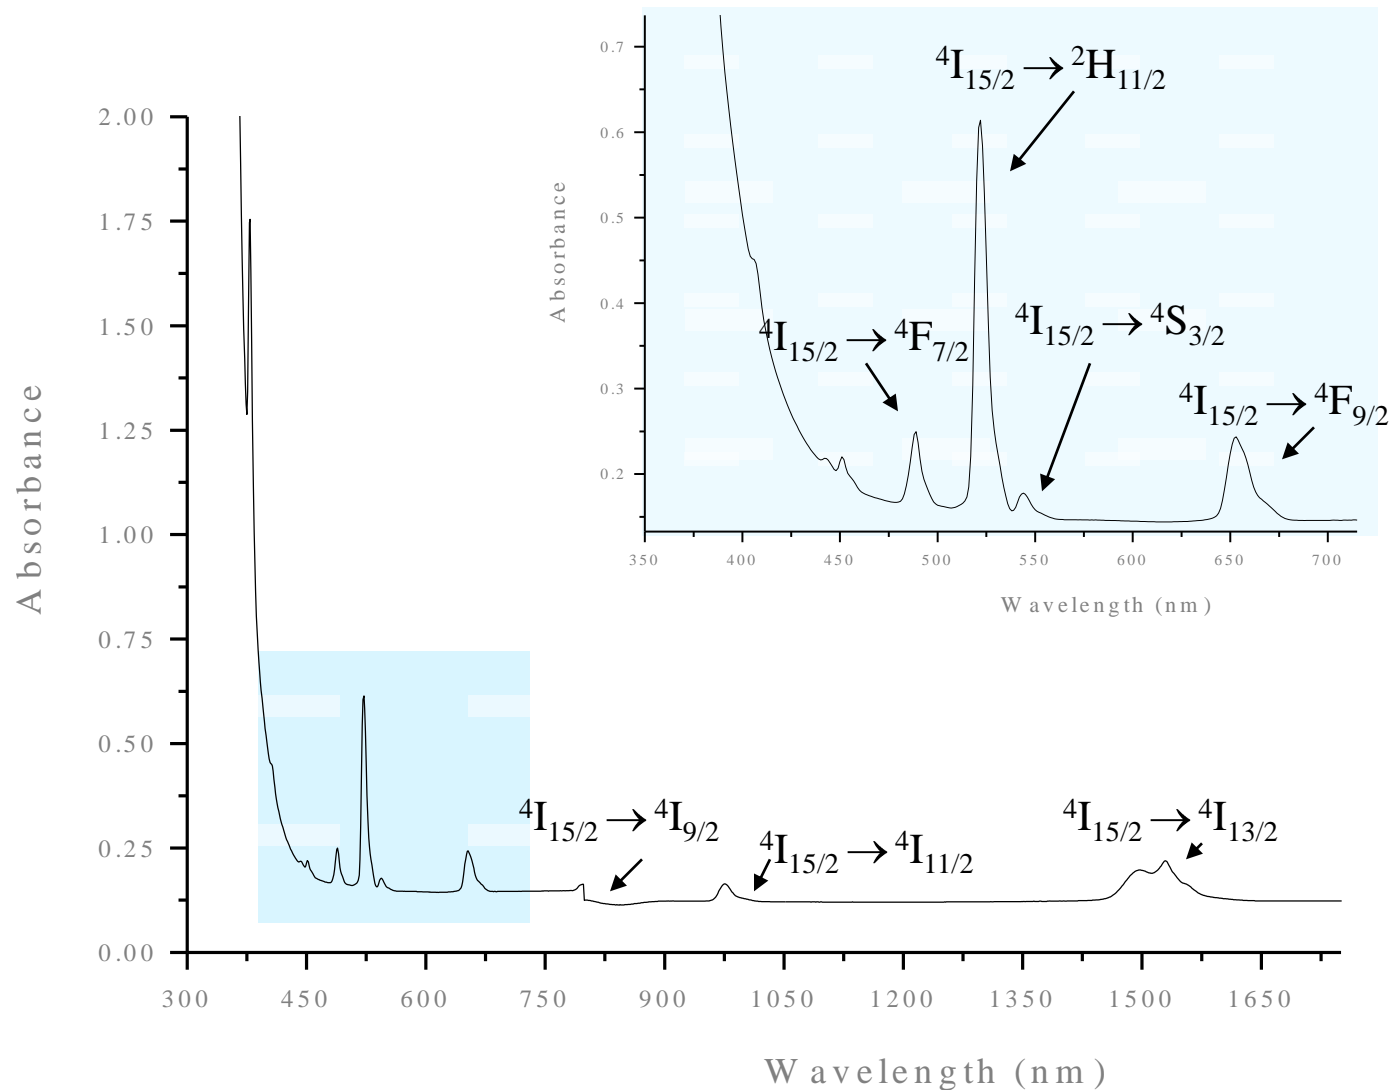 ⁴I₁₅/₂ → ²H₁₁/₂
0.7
0.6
0.5
0.4
0.3
0.2
Absorbance
⁴I₁₅/₂ → ⁴F₇/₂
⁴I₁₅/₂ → ⁴S₃/₂
⁴I₁₅/₂ → ⁴F₉/₂
350 400 450 500 550 600 650 700
Wavelength (nm)
2.00
1.75
1.50
1.25
1.00
0.75
0.50
0.25
0.00
Absorbance
⁴I₁₅/₂ → ⁴I₉/₂
⁴I₁₅/₂ → ⁴I₁₁/₂
⁴I₁₅/₂ → ⁴I₁₃/₂
300 450 600 750 900 1050 1200 1350 1500 1650
Wavelength (nm)